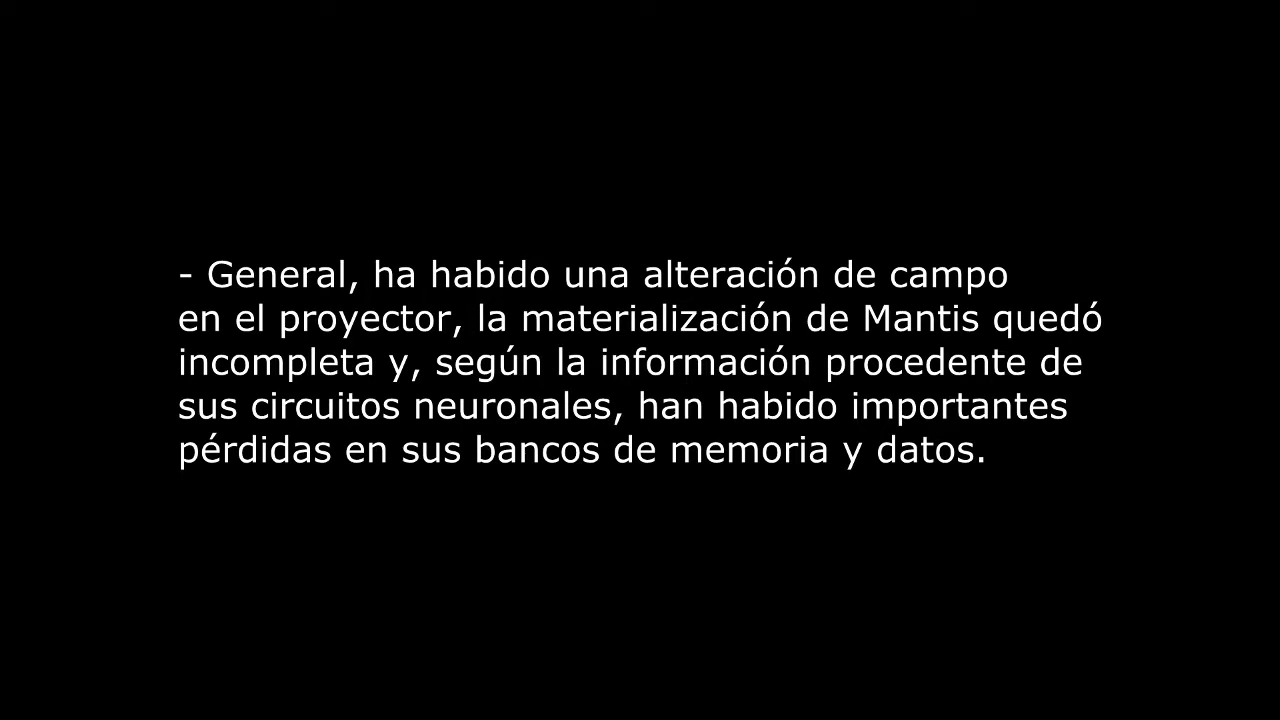 - General, ha habido una alteración de campo
en el proyector, la materialización de Mantis quedó
incompleta y, según la información procedente de
sus circuitos neuronales, han habido importantes
pérdidas en sus bancos de memoria y datos.